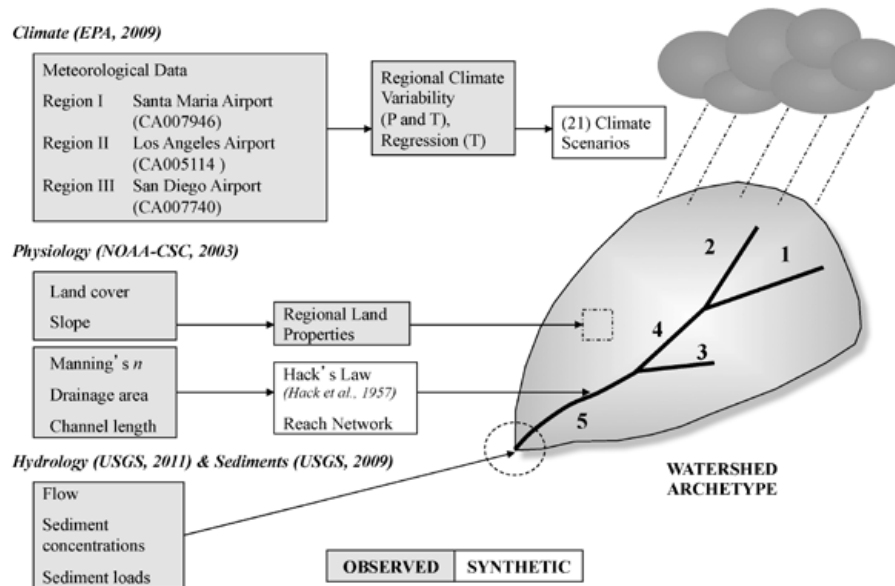 Climate (EPA, 2009)
Meteorological Data
Region I Santa Maria Airport
(CA007946)
Region II Los Angeles Airport
(CA005114 )
Region III San Diego Airport
(CA007740)
Regional Climate
Variability
(P and T),
Regression (T)
(21) Climate
Scenarios
Physiology (NOAA-CSC, 2003)
Land cover
Slope
Regional Land
Properties
Manning’s n
Drainage area
Channel length
Hack’s Law
(Hack et al., 1957)
Reach Network
2
1
4
3
5
Hydrology (USGS, 2011) & Sediments (USGS, 2009)
Flow
Sediment
concentrations
Sediment loads
WATERSHED
ARCHETYPE
OBSERVED SYNTHETIC